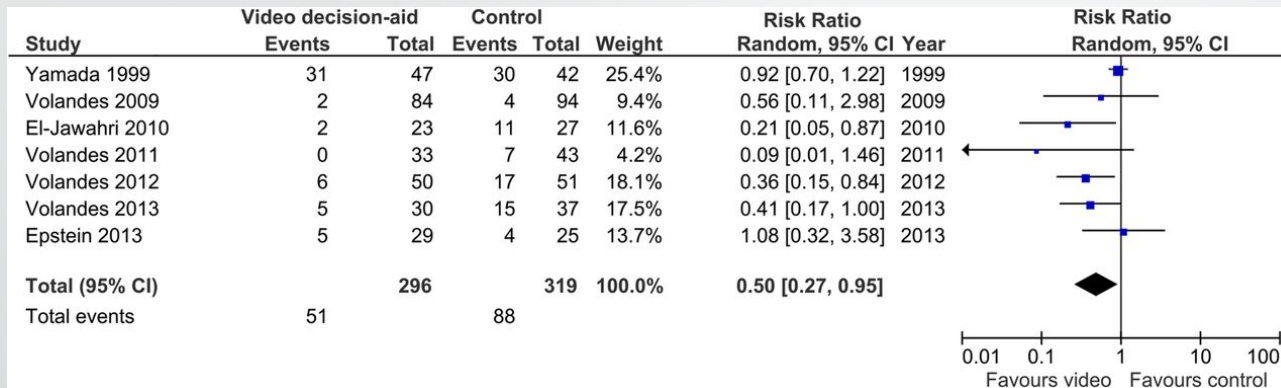 Video decision-aid Control Risk Ratio Risk Ratio
Study Events Total Events Total Weight Random, 95% CI Year Random, 95% CI
Yamada 1999 31 47 30 42 25.4% 0.92 [0.70, 1.22] 1999
Volandes 2009 2 84 4 94 9.4% 0.56 [0.11, 2.98] 2009
El-Jawahri 2010 2 23 11 27 11.6% 0.21 [0.05, 0.87] 2010
Volandes 2011 0 33 7 43 4.2% 0.09 [0.01, 1.46] 2011
Volandes 2012 6 50 17 51 18.1% 0.36 [0.15, 0.84] 2012
Volandes 2013 5 30 15 37 17.5% 0.41 [0.17, 1.00] 2013
Epstein 2013 5 29 4 25 13.7% 1.08 [0.32, 3.58] 2013
Total (95% CI) 296 319 100.0% 0.50 [0.27, 0.95]
Total events 51 88
0.01 0.1 1 10 100
Favours video Favours control